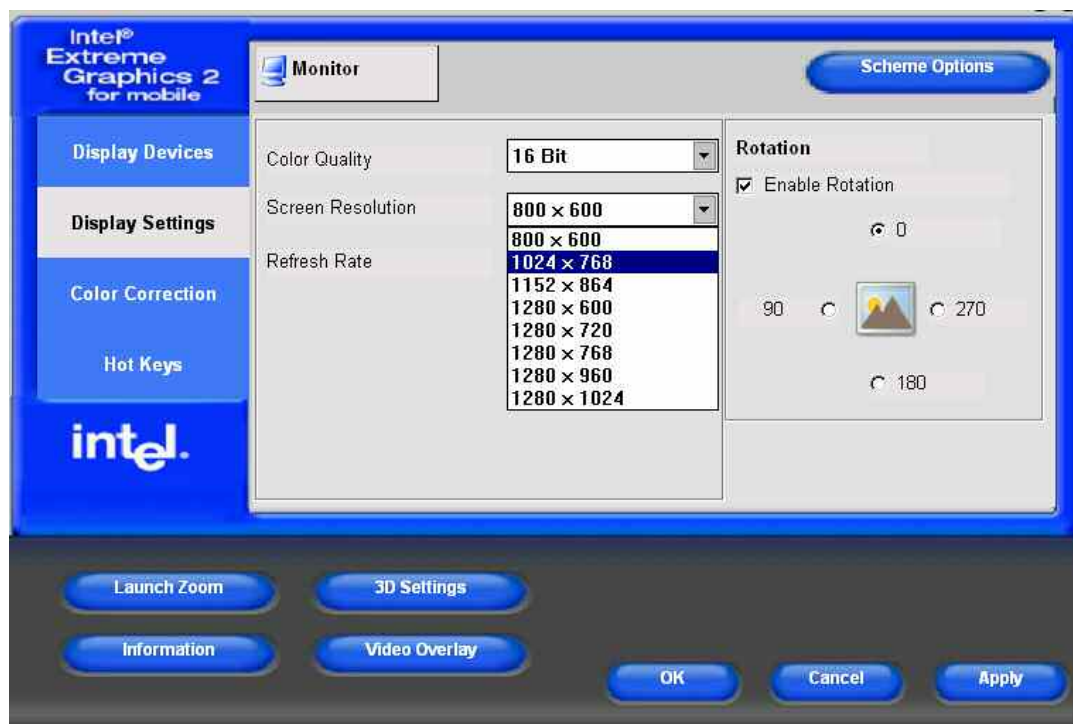 Intel®
Extreme
Graphics 2
for mobile
Monitor
Scheme Options
Display Devices
Display Settings
Color Correction
Hot Keys
intel.
Color Quality
16 Bit
Screen Resolution
800 × 600
800 × 600
1024 × 768
1152 × 864
1280 × 600
1280 × 720
1280 × 768
1280 × 960
1280 × 1024
Refresh Rate
Rotation
Enable Rotation
0
90
270
180
Launch Zoom
3D Settings
Information
Video Overlay
OK
Cancel
Apply